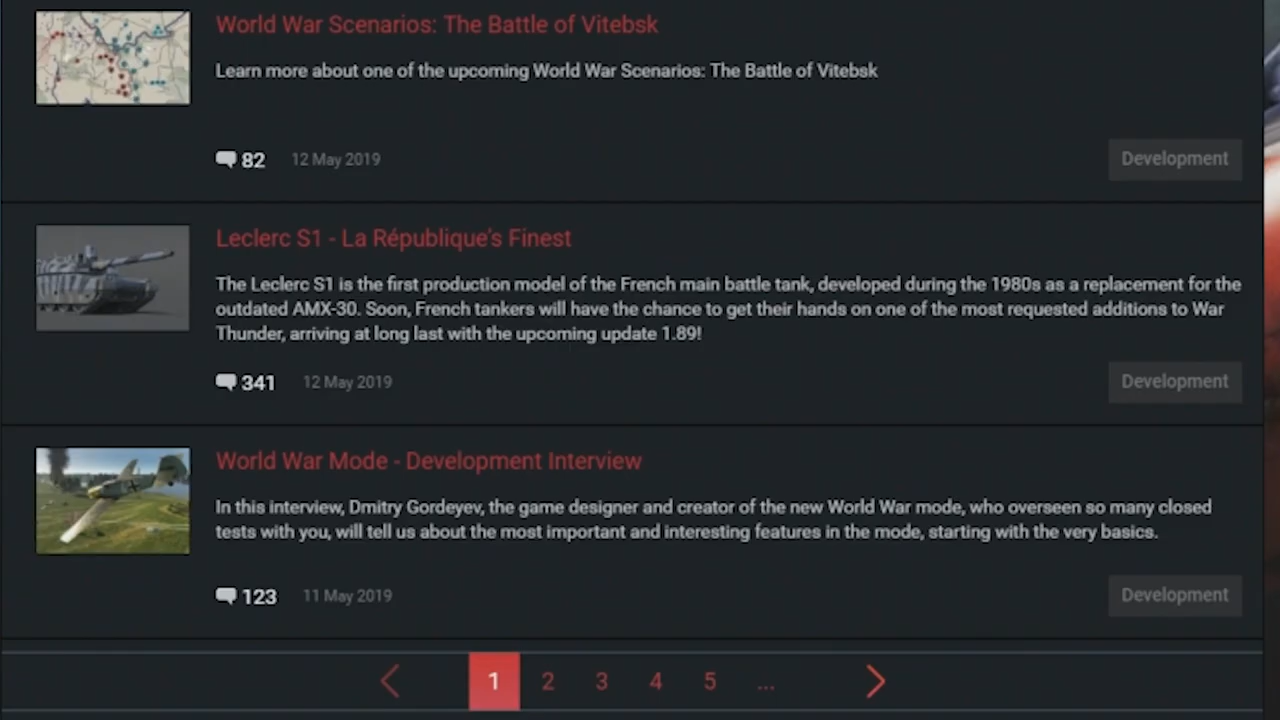 World War Scenarios: The Battle of Vitebsk
Learn more about one of the upcoming World War Scenarios: The Battle of Vitebsk
82 12 May 2019 Development
Leclerc S1 - La République's Finest
The Leclerc S1 is the first production model of the French main battle tank, developed during the 1980s as a replacement for the
outdated AMX-30. Soon, French tankers will have the chance to get their hands on one of the most requested additions to War
Thunder, arriving at long last with the upcoming update 1.89!
341 12 May 2019 Development
World War Mode - Development Interview
In this interview, Dmitry Gordeyev, the game designer and creator of the new World War mode, who overseen so many closed
tests with you, will tell us about the most important and interesting features in the mode, starting with the very basics.
123 11 May 2019 Development
1 2 3 4 5 ...